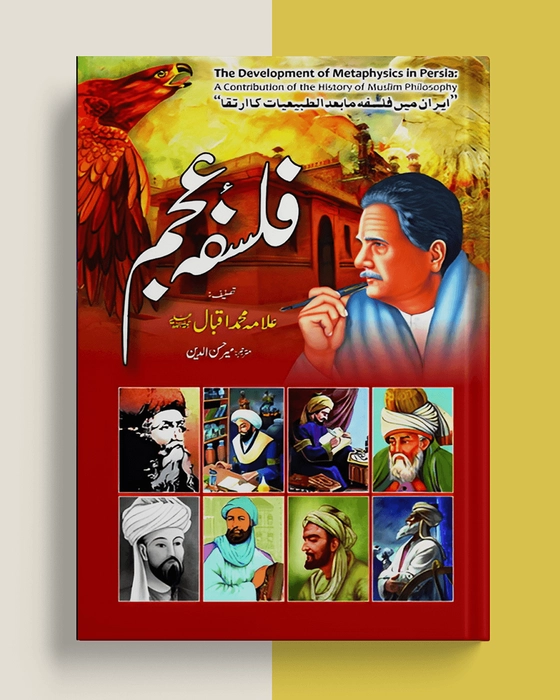 The Development of Metaphysics in Persia:
A Contribution of the History of Muslim Philosophy
”ایران میں فلسفہ مابعد الطبیعیات کا ارتقا“
فلسفۂ عجم
تصنیف:
علامہ محمد اقبال
مترجم: میر حسن الدین